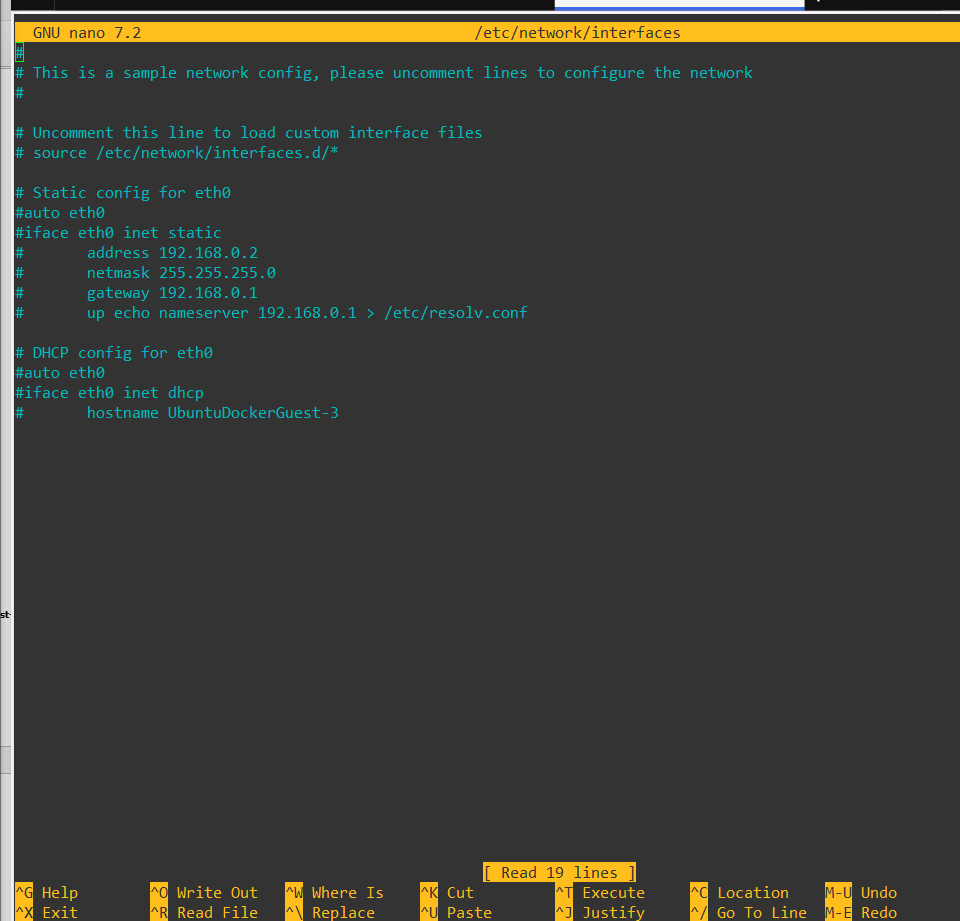 GNU nano 7.2 /etc/network/interfaces
#
# This is a sample network config, please uncomment lines to configure the network
#
# Uncomment this line to load custom interface files
# source /etc/network/interfaces.d/*
# Static config for eth0
#auto eth0
#iface eth0 inet static
# address 192.168.0.2
# netmask 255.255.255.0
# gateway 192.168.0.1
# up echo nameserver 192.168.0.1 > /etc/resolv.conf
# DHCP config for eth0
#auto eth0
#iface eth0 inet dhcp
# hostname UbuntuDockerGuest-3
st-
[ Read 19 lines ]
^G Help ^O Write Out ^W Where Is ^K Cut ^T Execute ^C Location M-U Undo
^X Exit ^R Read File ^\ Replace ^U Paste ^J Justify ^/ Go To Line M-E Redo